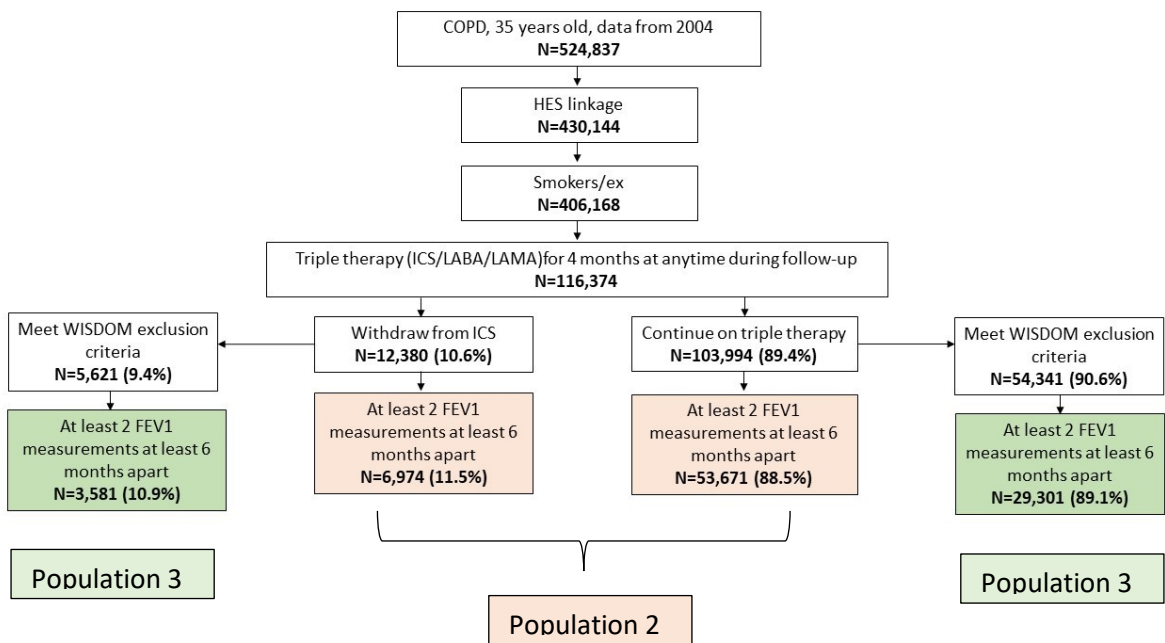 COPD, 35 years old, data from 2004
N=524,837
HES linkage
N=430,144
Smokers/ex
N=406,168
Triple therapy (ICS/LABA/LAMA)for 4 months at anytime during follow-up
N=116,374
Meet WISDOM exclusion
criteria
N=5,621 (9.4%)
Withdraw from ICS
N=12,380 (10.6%)
Continue on triple therapy
N=103,994 (89.4%)
Meet WISDOM exclusion
criteria
N=54,341 (90.6%)
At least 2 FEV1
measurements at least 6
months apart
N=3,581 (10.9%)
At least 2 FEV1
measurements at least 6
months apart
N=6,974 (11.5%)
At least 2 FEV1
measurements at least 6
months apart
N=53,671 (88.5%)
At least 2 FEV1
measurements at least 6
months apart
N=29,301 (89.1%)
Population 3
Population 2
Population 3